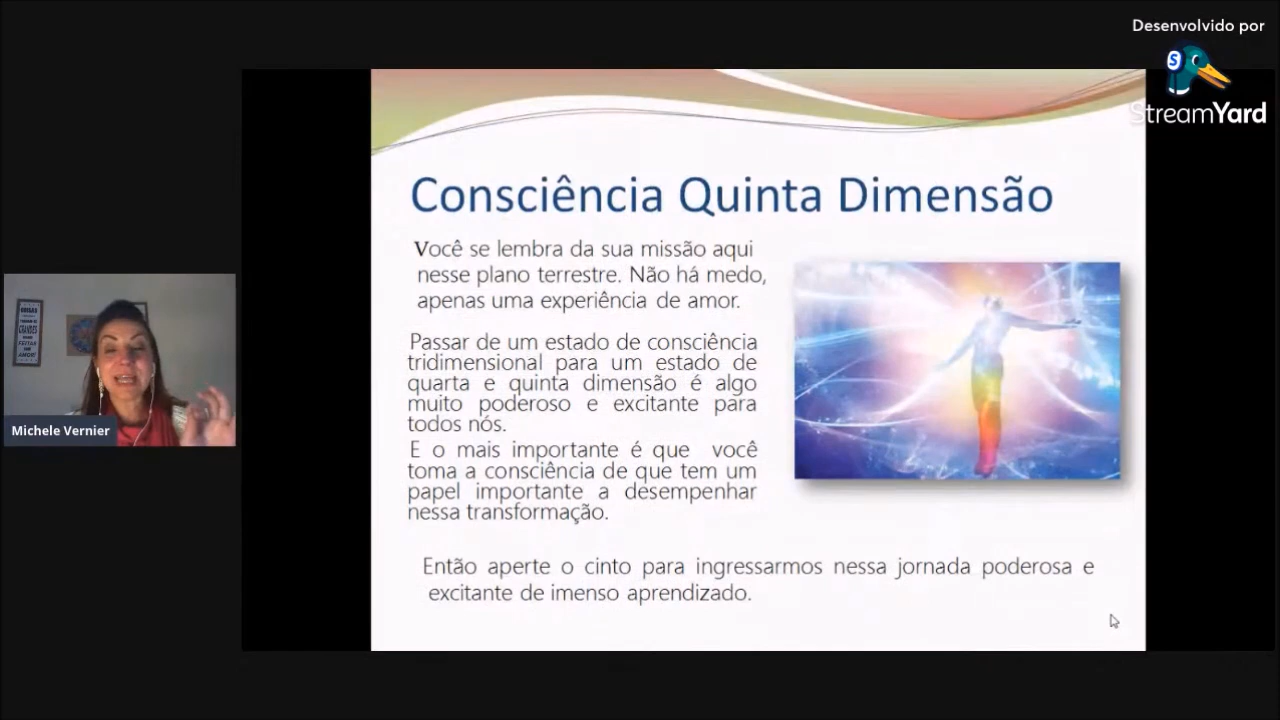 Desenvolvido por
StreamYard
Consciência Quinta Dimensão
Você se lembra da sua missão aqui
nesse plano terrestre. Não há medo,
apenas uma experiência de amor.
Passar de um estado de consciência
tridimensional para um estado de
quarta e quinta dimensão é algo
muito poderoso e excitante para
todos nós.
E o mais importante é que você
toma a consciência de que tem um
papel importante a desempenhar
nessa transformação.
Então aperte o cinto para ingressarmos nessa jornada poderosa e
excitante de imenso aprendizado.
GRANDES
AMOR
Michele Vernier